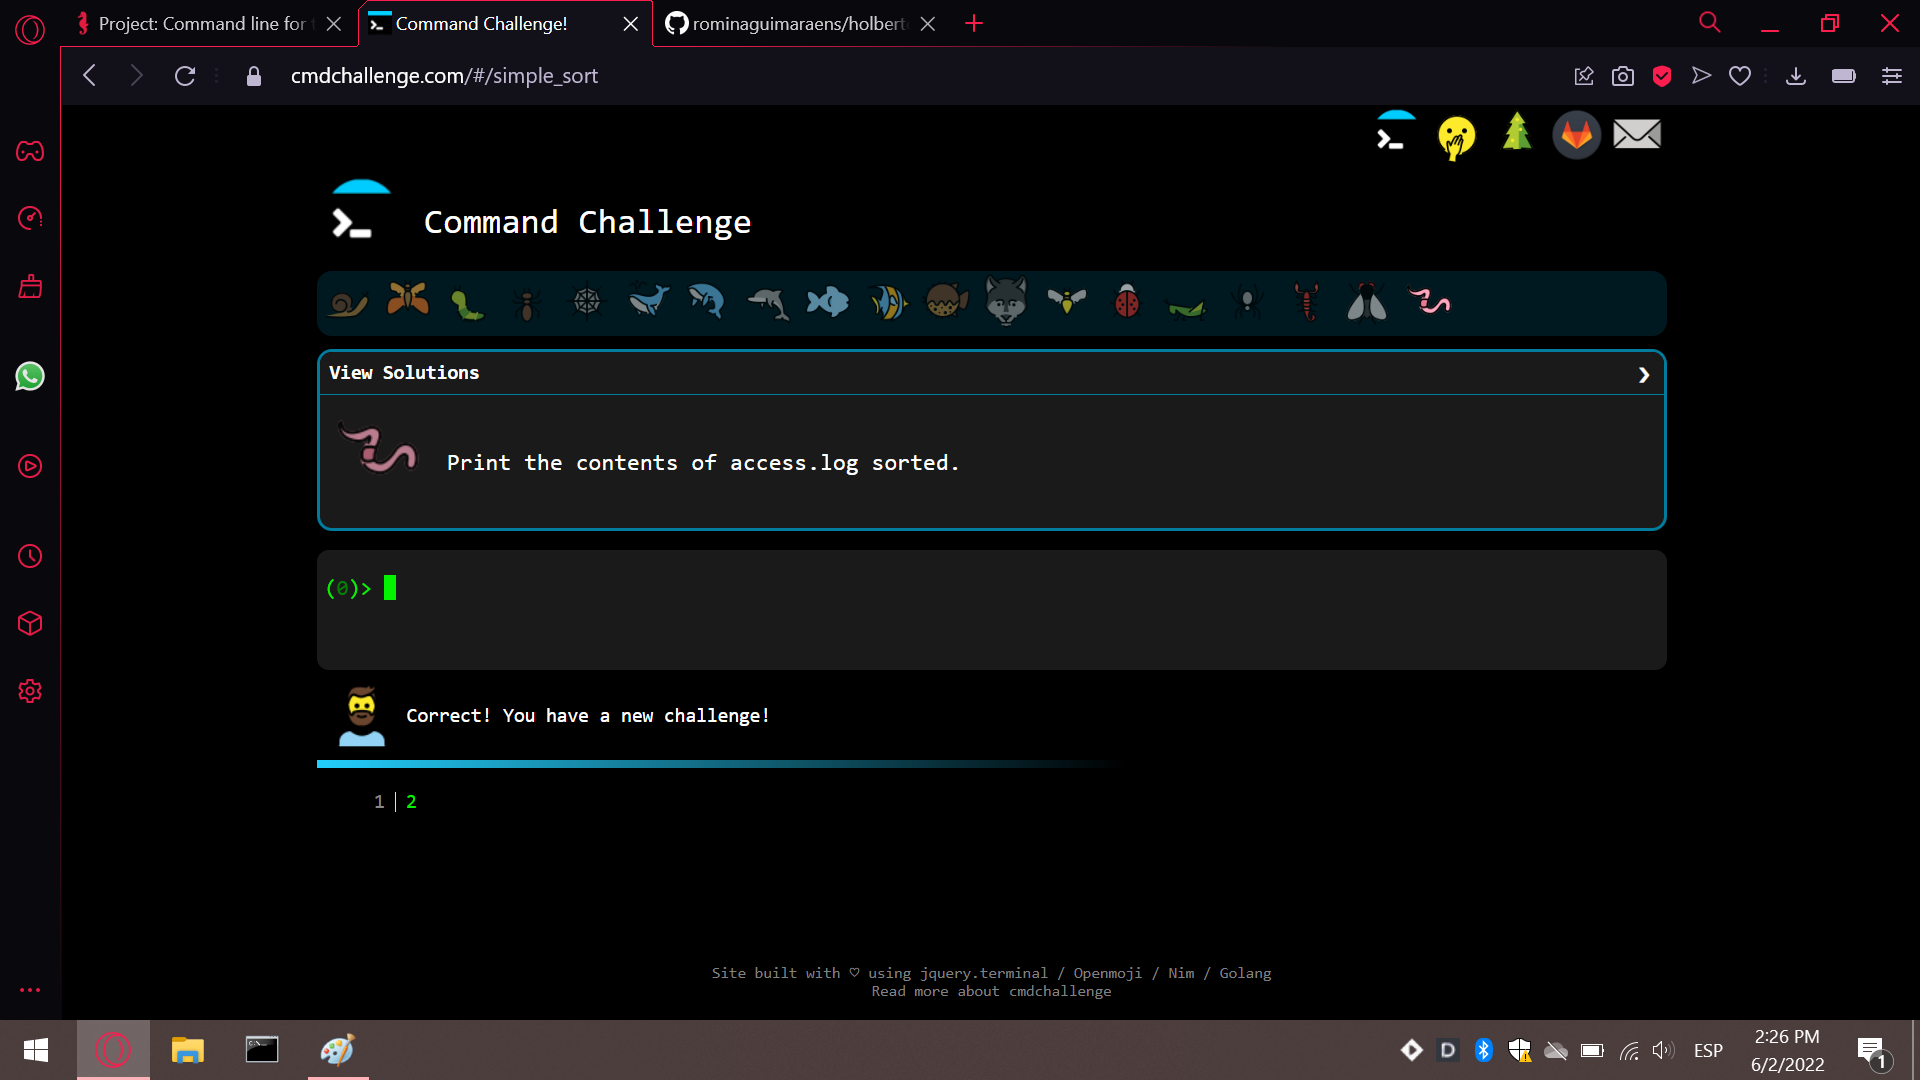 Project: Command line for
Command Challenge!
rominaguimaraens/holbert
cmdchallenge.com/#/simple_sort
Command Challenge
View Solutions
Print the contents of access.log sorted.
(0)>
Correct! You have a new challenge!
1 | 2
Site built with ♡ using jquery.terminal / Openmoji / Nim / Golang
Read more about cmdchallenge
D
ESP
2:26 PM
6/2/2022
1